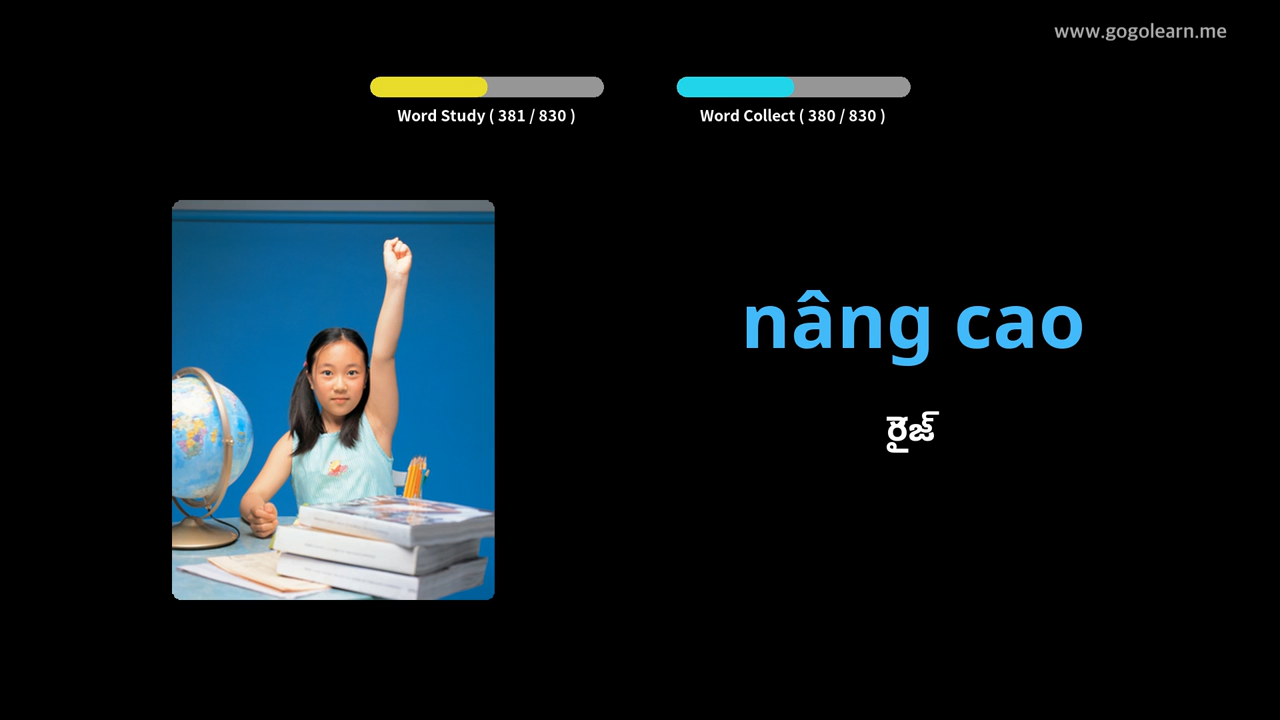 www.gogolearn.me
Word Study ( 381 / 830 )
Word Collect ( 380 / 830 )
nâng cao
రైజ్